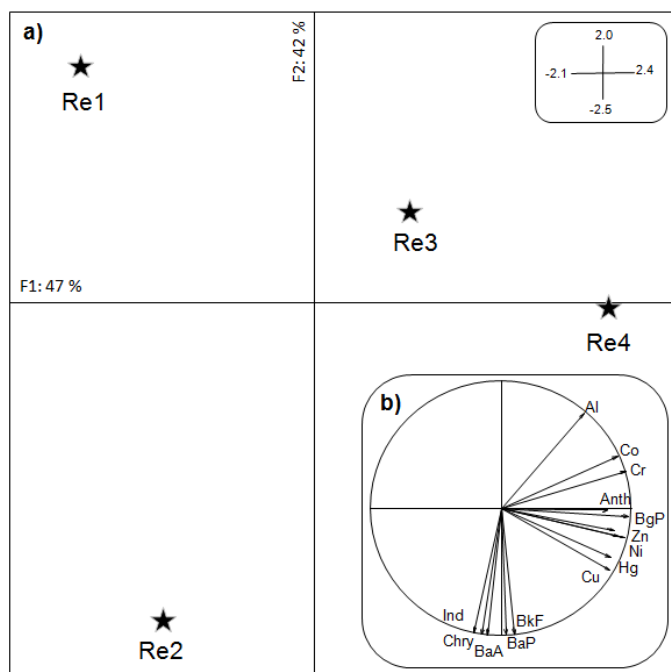 a)
F2: 42 %
2.0
-2.1
2.4
-2.5
Re1
Re3
F1: 47 %
Re4
b)
Al
Co
Cr
Anth
BgP
Zn
Ni
Hg
Cu
Ind
BkF
Chry
BaP
BaA
Re2